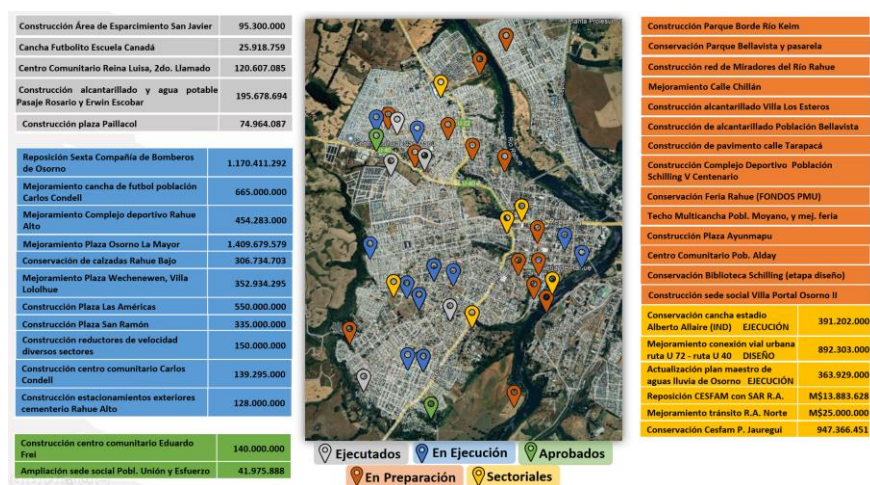 Construcción Área de Esparcimiento San Javier 95.300.000
Cancha Futbolito Escuela Canadá 25.918.759
Centro Comunitario Reina Luisa, 2do. Llamado 120.607.085
Construcción alcantarillado y agua potable
Pasaje Rosario y Erwin Escobar 195.678.694
Construcción plaza Paillacol 74.964.087
Reposición Sexta Compañía de Bomberos
de Osorno 1.170.411.292
Mejoramiento cancha de futbol población
Carlos Condell 665.000.000
Mejoramiento Complejo deportivo Rahue
Alto 454.283.000
Mejoramiento Plaza Osorno La Mayor 1.409.679.579
Conservación de calzadas Rahue Bajo 306.734.703
Mejoramiento Plaza Wechenewen, Villa
Lololhue 352.934.295
Construcción Plaza Las Américas 550.000.000
Construcción Plaza San Ramón 335.000.000
Construcción reductores de velocidad
diversos sectores 150.000.000
Construcción centro comunitario Carlos
Condell 139.295.000
Construcción estacionamientos exteriores
cementerio Rahue Alto 128.000.000
Construcción centro comunitario Eduardo
Frei 140.000.000
Ampliación sede social Pobl. Unión y Esfuerzo 41.975.888
Ejecutados
En Ejecución
Aprobados
En Preparación
Sectoriales
Construcción Parque Borde Río Keim
Conservación Parque Bellavista y pasarela
Construcción red de Miradores del Río Rahue
Mejoramiento Calle Chillán
Construcción alcantarillado Villa Los Esteros
Construcción de alcantarillado Población Bellavista
Construcción de pavimento calle Tarapacá
Construcción Complejo Deportivo Población
Schilling V Centenario
Conservación Feria Rahue (FONDOS PMU)
Techo Multicancha Pobl. Moyano, y mej. feria
Construcción Plaza Ayunmapu
Centro Comunitario Pob. Alday
Conservación Biblioteca Schilling (etapa diseño)
Construcción sede social Villa Portal Osorno II
Conservación cancha estadio
Alberto Allaire (IND) EJECUCIÓN 391.202.000
Mejoramiento conexión vial urbana
ruta U 72 - ruta U 40 DISEÑO 892.303.000
Actualización plan maestro de
aguas lluvia de Osorno EJECUCIÓN 363.929.000
Reposición CESFAM con SAR R.A. M$13.883.628
Mejoramiento tránsito R.A. Norte M$25.000.000
Conservación Cesfam P. Jauregui 947.366.451